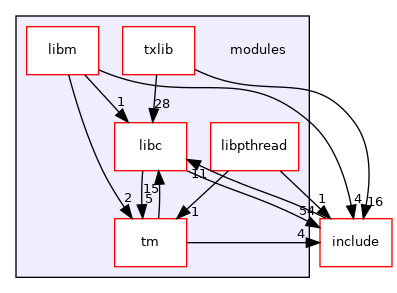 libm
txlib
modules
1
28
libc
libpthread
11
15
5
2
1
1
54
4
16
tm
4
include